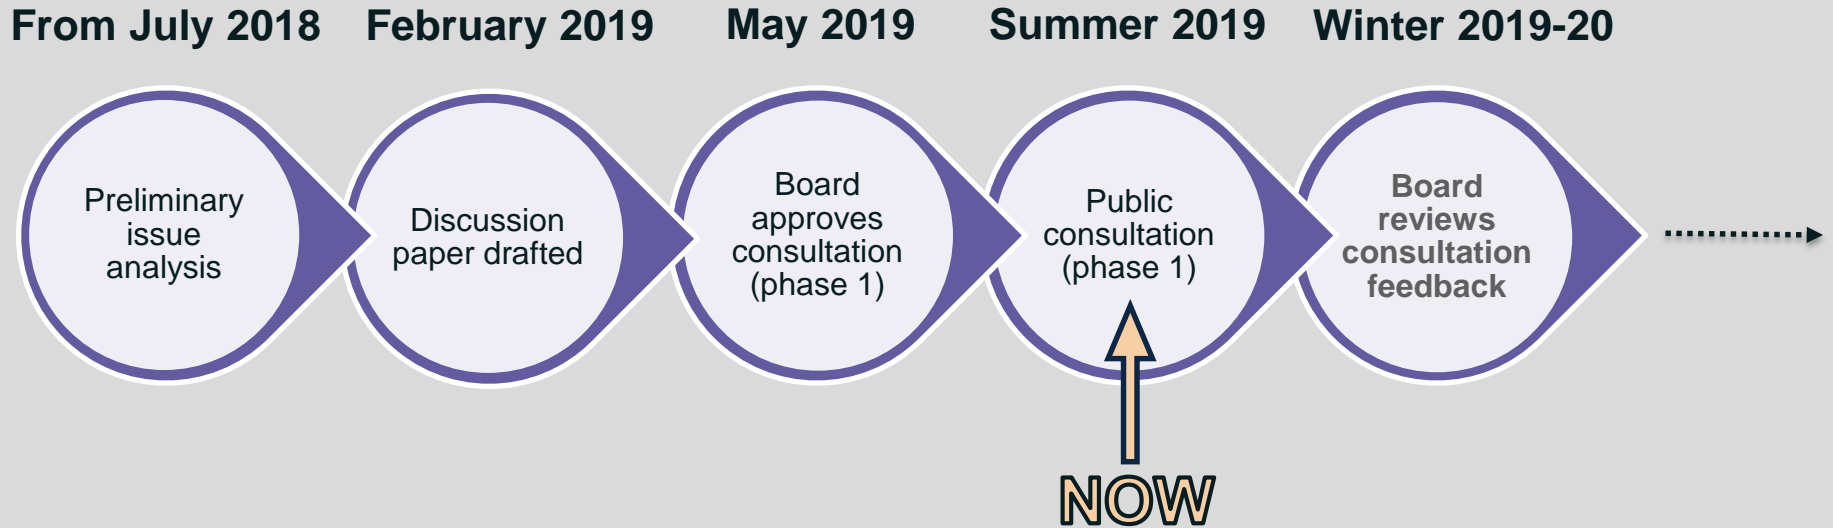 From July 2018
February 2019
May 2019
Summer 2019
Winter 2019-20
Preliminary
issue
analysis
Discussion
paper drafted
Board
approves
consultation
(phase 1)
Public
consultation
(phase 1)
Board
reviews
consultation
feedback
NOW